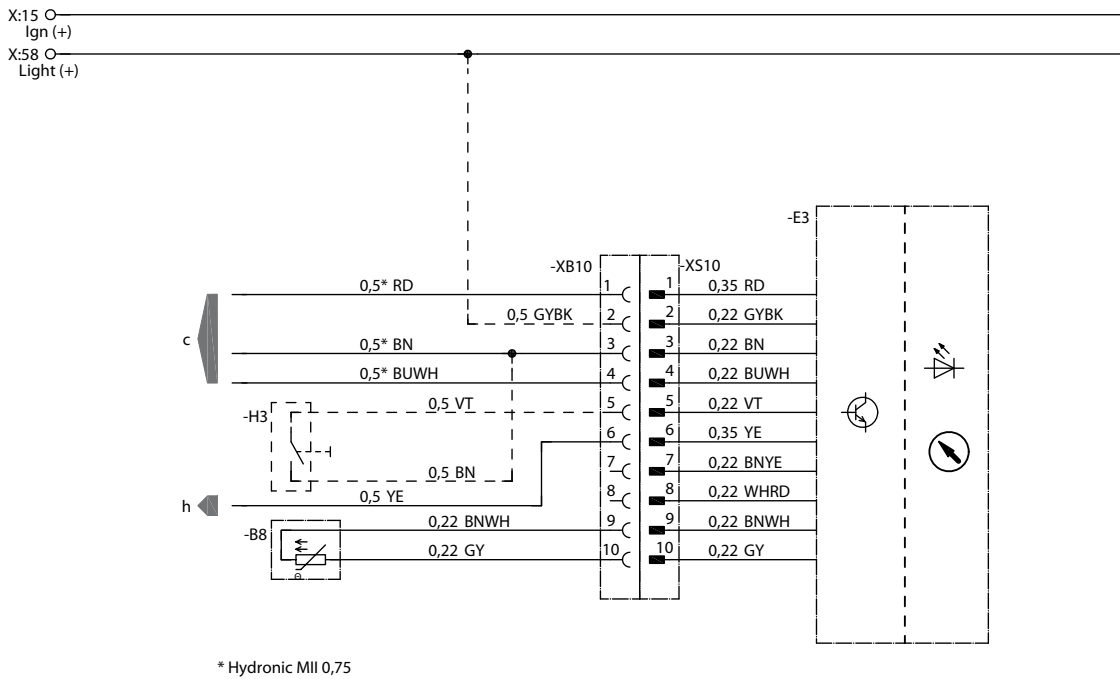 X:15
Ign (+)
X:58
Light (+)
-E3
-XB10
-XS10
0,5* RD
1
1
0,35 RD
0,5 GYBK
2
2
0,22 GYBK
c
0,5* BN
3
3
0,22 BN
0,5* BUWH
4
4
0,22 BUWH
-H3
0,5 VT
5
5
0,22 VT
6
6
0,35 YE
0,5 BN
7
7
0,22 BNYE
h
0,5 YE
8
8
0,22 WHRD
-B8
0,22 BNWH
9
9
0,22 BNWH
0,22 GY
10
10
0,22 GY
Θ
* Hydronic MII 0,75